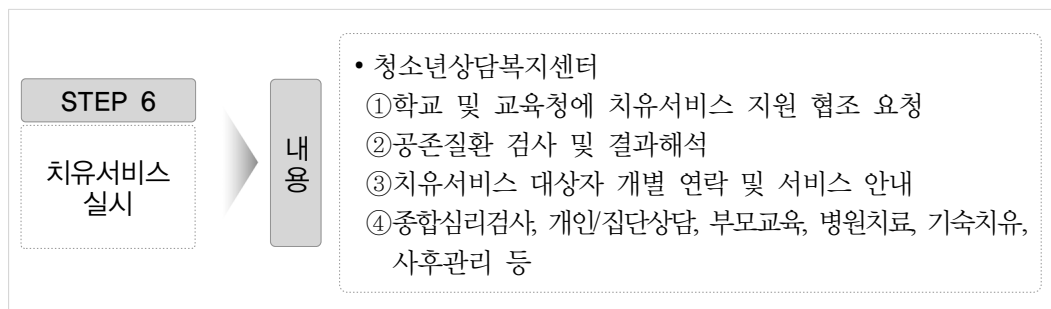 STEP 6
치유서비스
실시
내
용
• 청소년상담복지센터
①학교 및 교육청에 치유서비스 지원 협조 요청
②공존질환 검사 및 결과해석
③치유서비스 대상자 개별 연락 및 서비스 안내
④종합심리검사, 개인/집단상담, 부모교육, 병원치료, 기숙치유,
사후관리 등